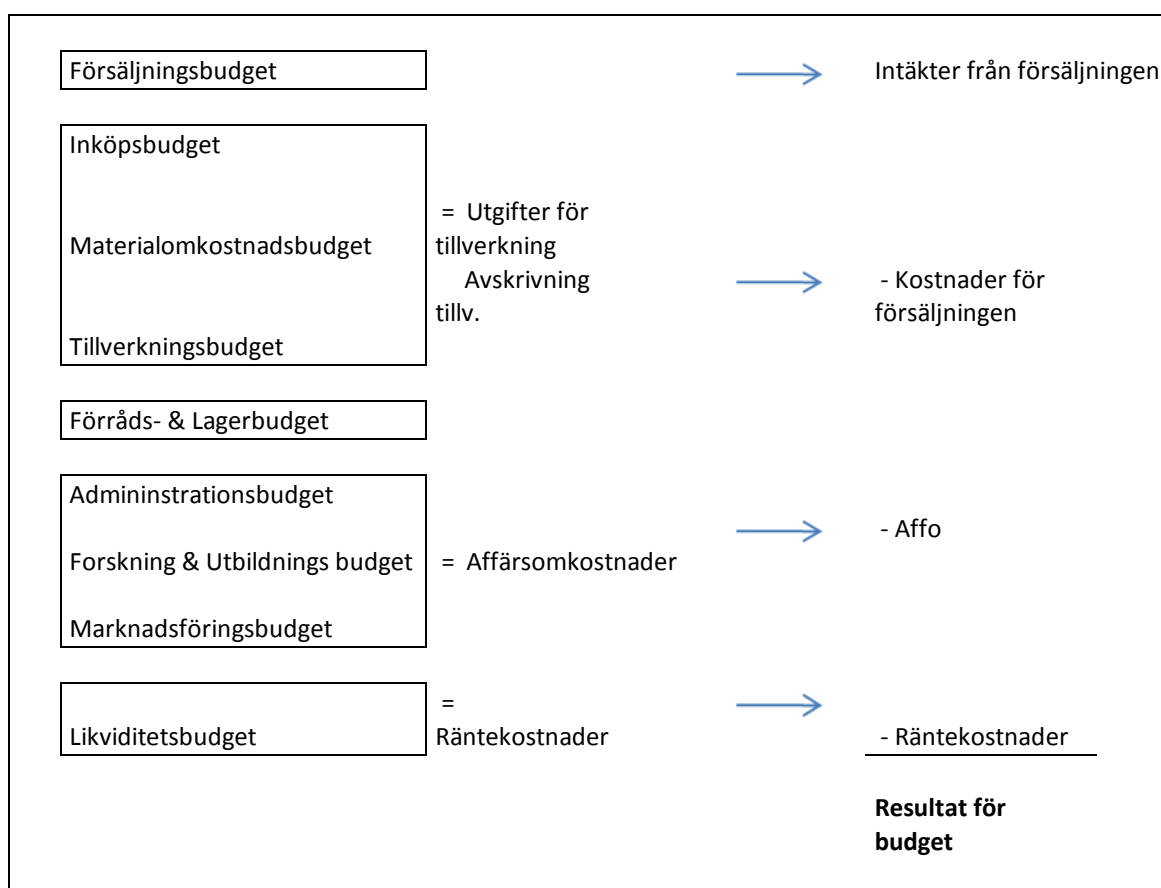 Försäljningsbudget
Intäkter från försäljningen
Inköpsbudget
Materialomkostnadsbudget
Tillverkningsbudget
= Utgifter för
tillverkning
Avskrivning
tillv.
- Kostnader för
försäljningen
Förråds- & Lagerbudget
Admininstrationsbudget
Forskning & Utbildnings budget
Marknadsföringsbudget
= Affärsomkostnader
- Affo
Likviditetsbudget
=
Räntekostnader
- Räntekostnader
Resultat för
budget